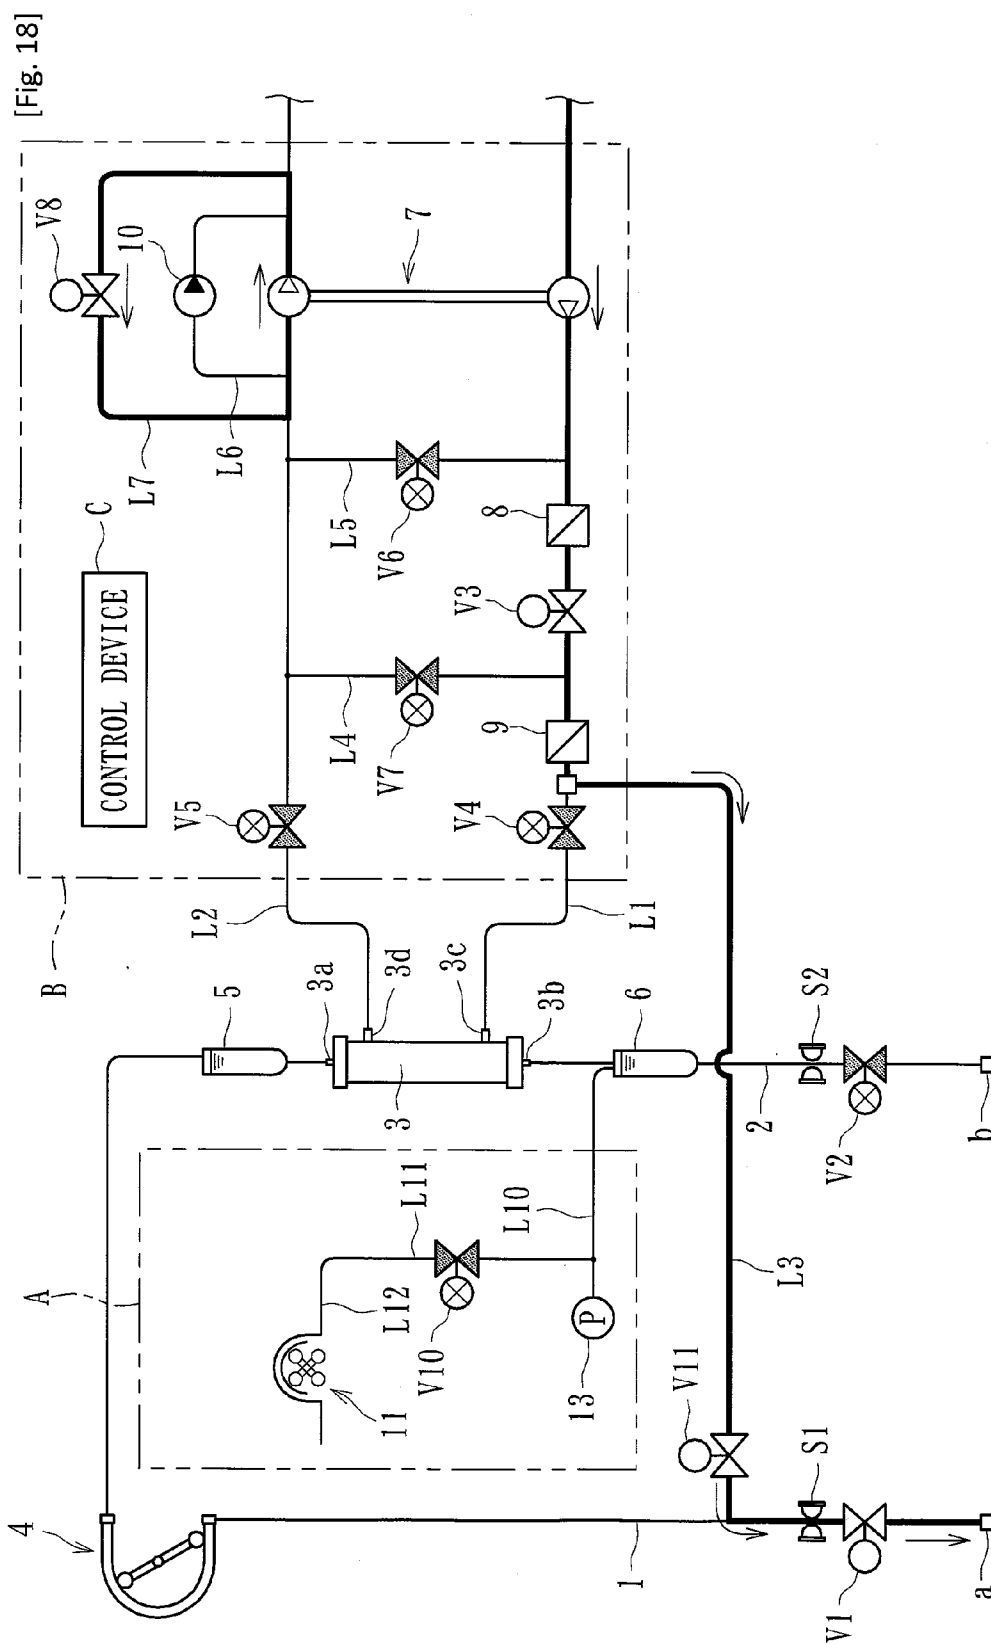 [Fig. 18]
V8
10
7
L7
L6
C
CONTROL DEVICE
L5
V6
8
V3
L4
V7
9
V5
V4
B
L2
L1
5
3a
3d
3c
3b
6
S2
3
2
V2
b
A
L11
L12
V10
L10
L3
11
13
P
V11
S1
4
1
V1
a